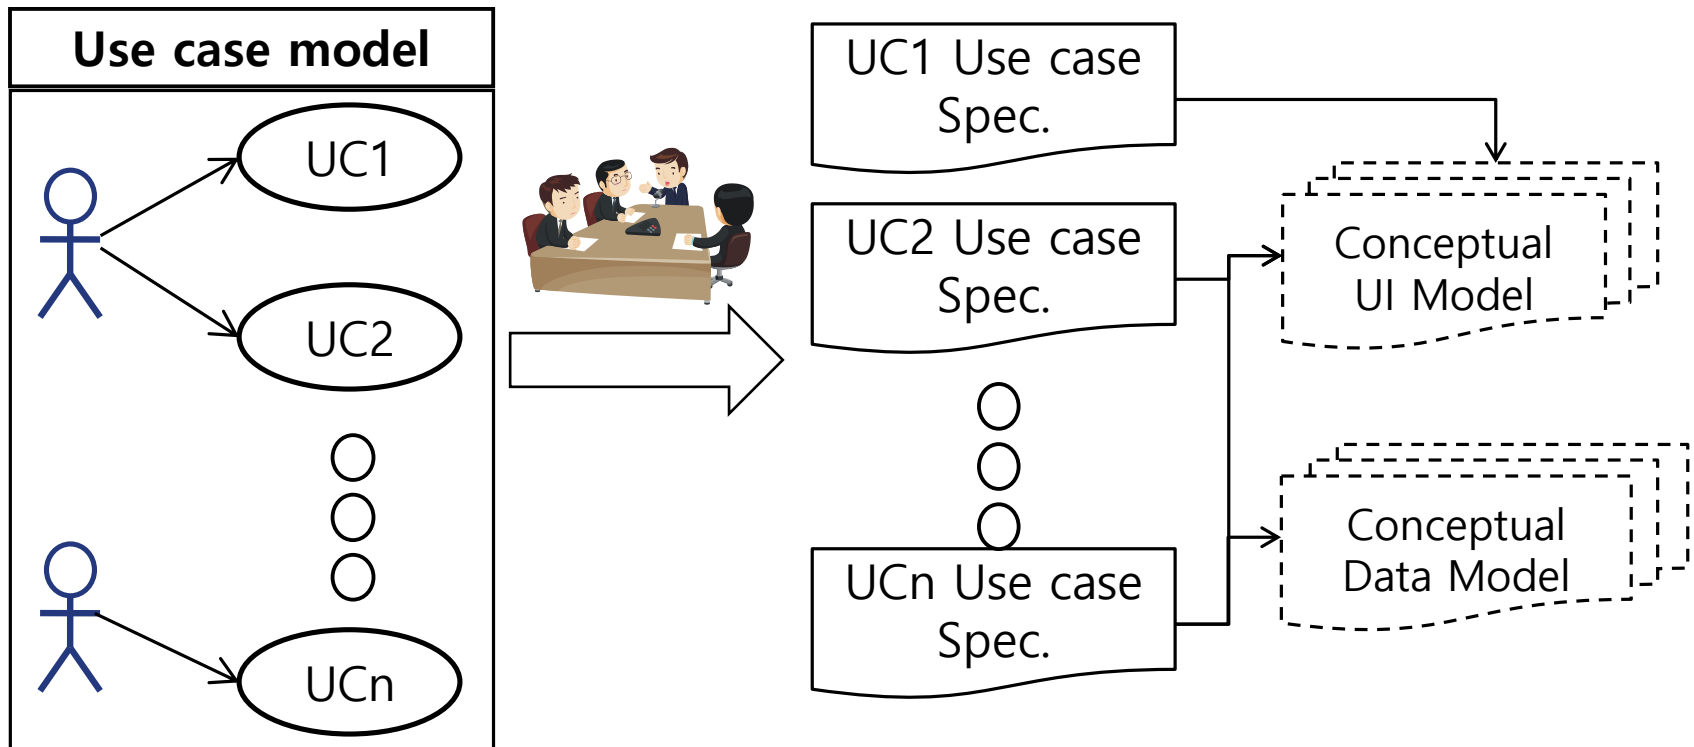 Use case model
UC1
UC2
UCn
UC1 Use case
Spec.
UC2 Use case
Spec.
UCn Use case
Spec.
Conceptual
UI Model
Conceptual
Data Model